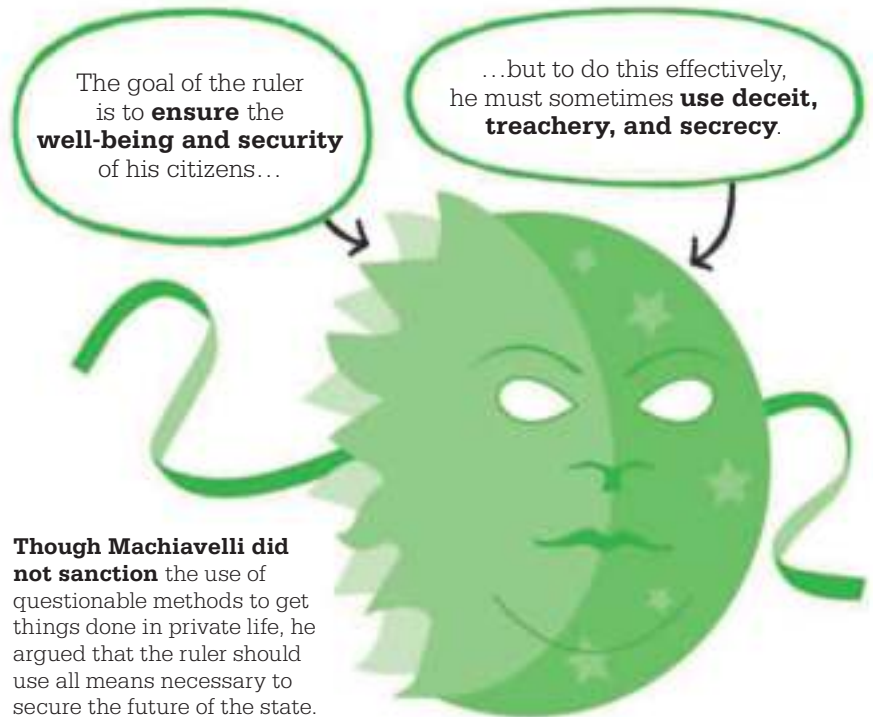 The goal of the ruler
is to ensure the
well-being and security
of his citizens…
…but to do this effectively,
he must sometimes use deceit,
treachery, and secrecy.
Though Machiavelli did
not sanction the use of
questionable methods to get
things done in private life, he
argued that the ruler should
use all means necessary to
secure the future of the state.